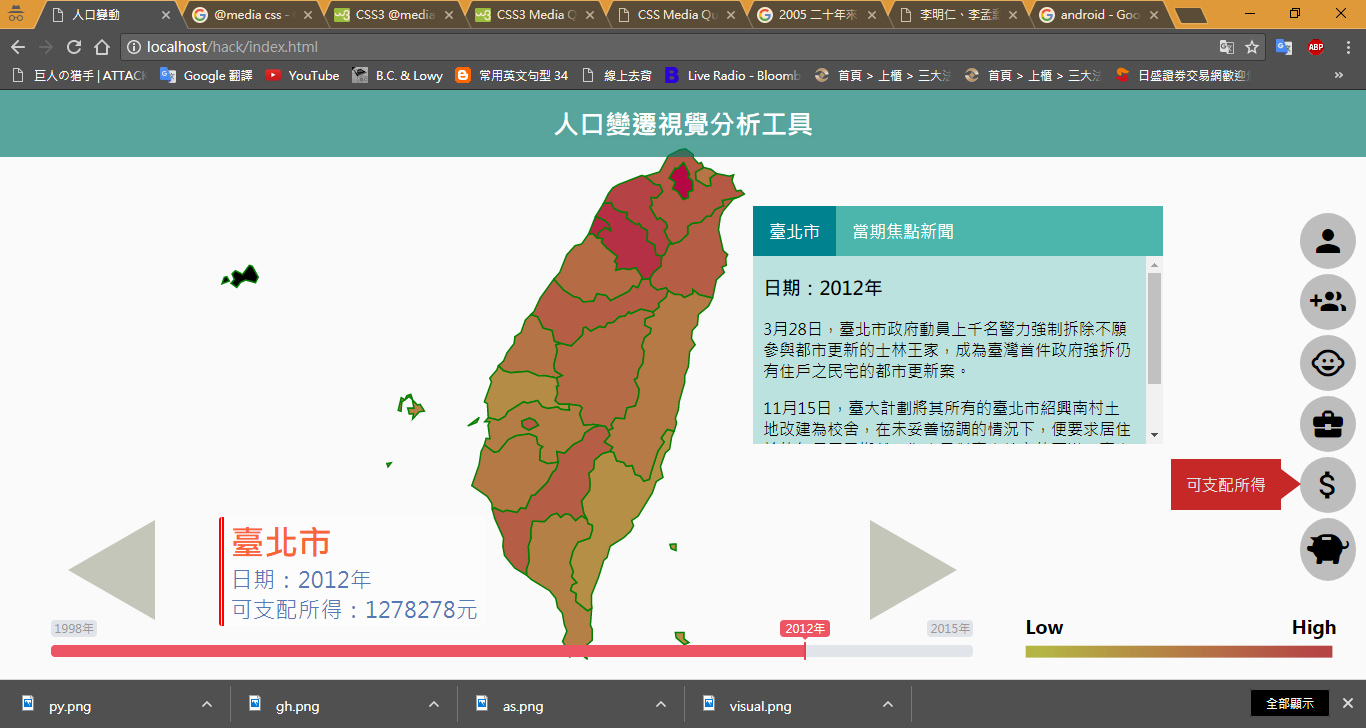 人口變動
@media css -
CSS3 @media
CSS3 Media Q
CSS Media Qu
2005 二十年來
李明仁、李孟
android - Goo
localhost/hack/index.html
巨人の猎手 | ATTACK
Google 翻譯
YouTube
B.C. & Lowy
常用英文句型 34
線上去背
Live Radio - Bloomb
首頁 > 上櫃 > 三大法
首頁 > 上櫃 > 三大法
日盛證券交易網歡迎
ABP
人口變遷視覺分析工具
臺北市
當期焦點新聞
日期：2012年
3月28日，臺北市政府動員上千名警力強制拆除不願
參與都市更新的士林王家，成為臺灣首件政府強拆仍
有住戶之民宅的都市更新案。
11月15日，臺大計劃將其所有的臺北市紹興南村土
地改建為校舍，在未妥善協調的情況下，便要求居住
可支配所得
臺北市
日期：2012年
可支配所得：1278278元
1998年
2012年
2015年
Low
High
py.png
gh.png
as.png
visual.png
全部顯示